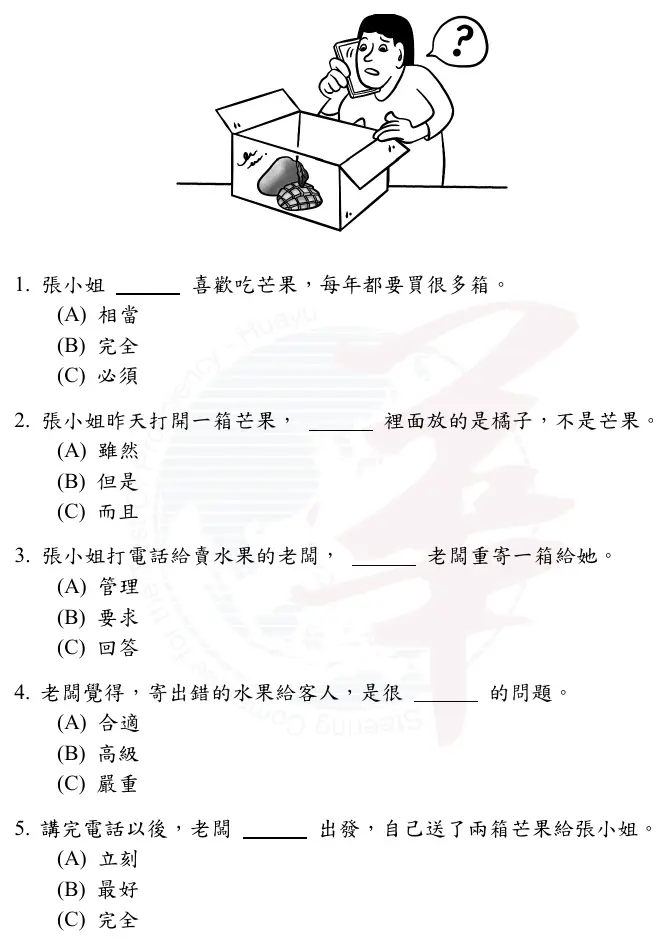 ?
1. 張小姐 ______ 喜歡吃芒果，每年都要買很多箱。
(A) 相當
(B) 完全
(C) 必須
2. 張小姐昨天打開一箱芒果， ______ 裡面放的是橘子，不是芒果。
(A) 雖然
(B) 但是
(C) 而且
3. 張小姐打電話給賣水果的老闆， ______ 老闆重寄一箱給她。
(A) 管理
(B) 要求
(C) 回答
4. 老闆覺得，寄出錯的水果給客人，是很 ______ 的問題。
(A) 合適
(B) 高級
(C) 嚴重
5. 講完電話以後，老闆 ______ 出發，自己送了兩箱芒果給張小姐。
(A) 立刻
(B) 最好
(C) 完全